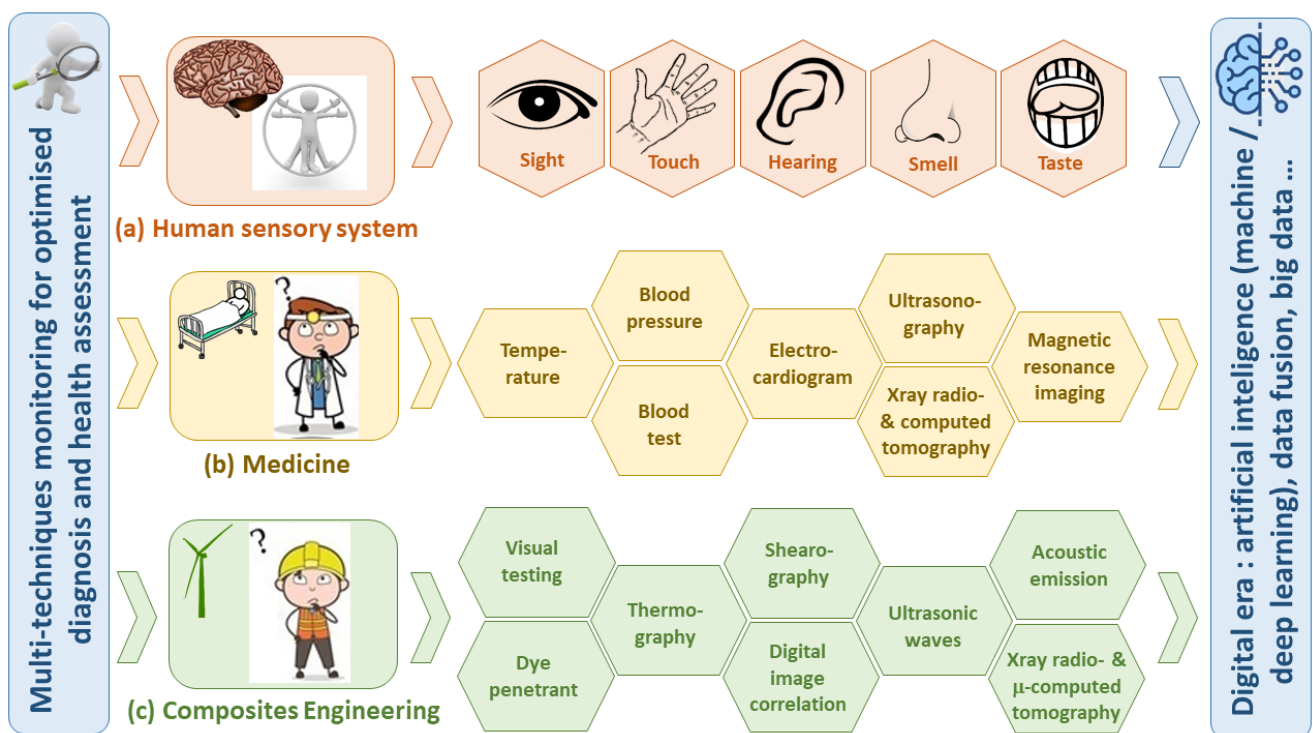 Multi-techniques monitoring for optimised
diagnosis and health assessment
Sight
Touch
Hearing
Smell
Taste
(a) Human sensory system
?
Tempe-
rature
Blood
pressure
Blood
test
Electro-
cardiogram
Ultrasono-
graphy
Xray radio-
& computed
tomography
Magnetic
resonance
imaging
(b) Medicine
?
Visual
testing
Dye
penetrant
Thermo-
graphy
Shearo-
graphy
Digital
image
correlation
Ultrasonic
waves
Acoustic
emission
Xray radio- &
μ-computed
tomography
(c) Composites Engineering
Digital era : artificial inteligence (machine /
deep learning), data fusion, big data ...